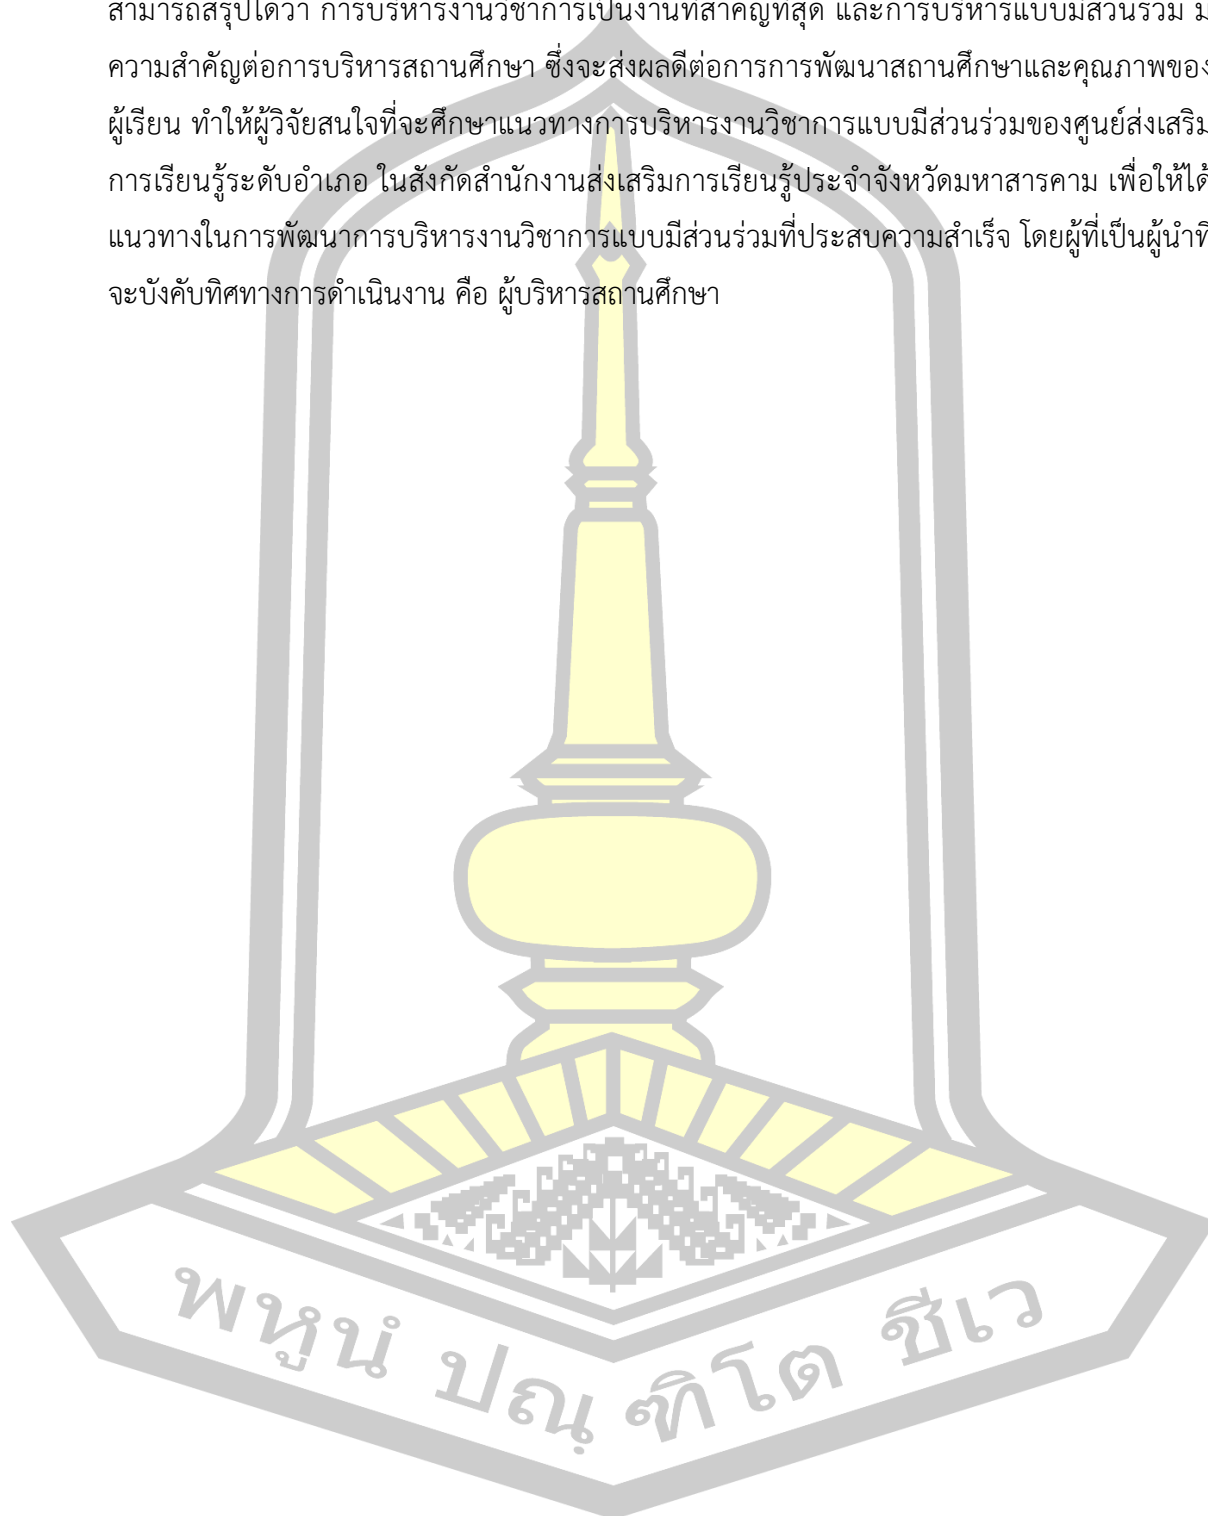 สามารถสรุปได้ว่า การบริหารงานวิชาการเป็นงานที่สำคัญที่สุด และการบริหารแบบมีส่วนร่วม
ความสำคัญต่อการบริหารสถานศึกษา ซึ่งจะส่งผลดีต่อการการพัฒนาสถานศึกษาและคุณภาพของ
ผู้เรียน ทำให้ผู้วิจัยสนใจที่จะศึกษาแนวทางการบริหารงานวิชาการแบบมีส่วนร่วมของศูนย์ส่งเสริม
การเรียนรู้ระดับอำเภอ ในสังกัดสำนักงานส่งเสริมการเรียนรู้ประจำจังหวัดมหาสารคาม เพื่อให้ได้
แนวทางในการพัฒนาการบริหารงานวิชาการแบบมีส่วนร่วมที่ประสบความสำเร็จ โดยผู้ที่เป็นผู้นำที่
จะบังคับทิศทางการดำเนินงาน คือ ผู้บริหารสถานศึกษา
พหูนํ ปณฺฑิโต ชีเว